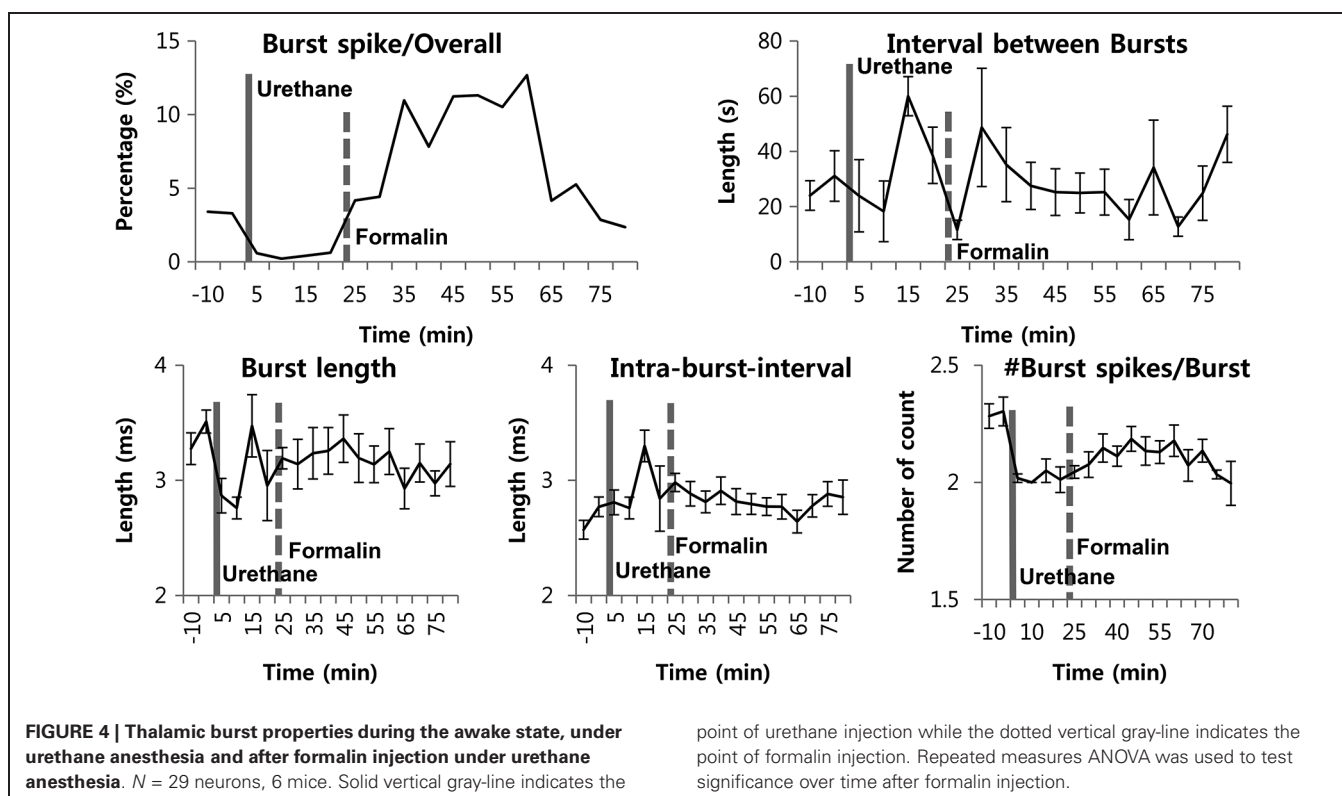 Burst spike/Overall
15
10
5
0
Percentage (%)
Urethane
Formalin
-10 5 15 25 35 45 55 65 75
Time (min)
Interval between Bursts
80
60
40
20
0
Length (s)
Urethane
Formalin
-10 5 15 25 35 45 55 65 75
Time (min)
Burst length
4
3
2
Length (ms)
Formalin
Urethane
-10 5 15 25 35 45 55 65 75
Time (min)
Intra-burst-interval
4
3
2
Length (ms)
Formalin
Urethane
-10 5 15 25 35 45 55 65 75
Time (min)
#Burst spikes/Burst
2.5
2
1.5
Number of count
Formalin
Urethane
-10 10 25 40 55 70
Time (min)
FIGURE 4 | Thalamic burst properties during the awake state, under
urethane anesthesia and after formalin injection under urethane
anesthesia. N = 29 neurons, 6 mice. Solid vertical gray-line indicates the
point of urethane injection while the dotted vertical gray-line indicates the
point of formalin injection. Repeated measures ANOVA was used to test
significance over time after formalin injection.